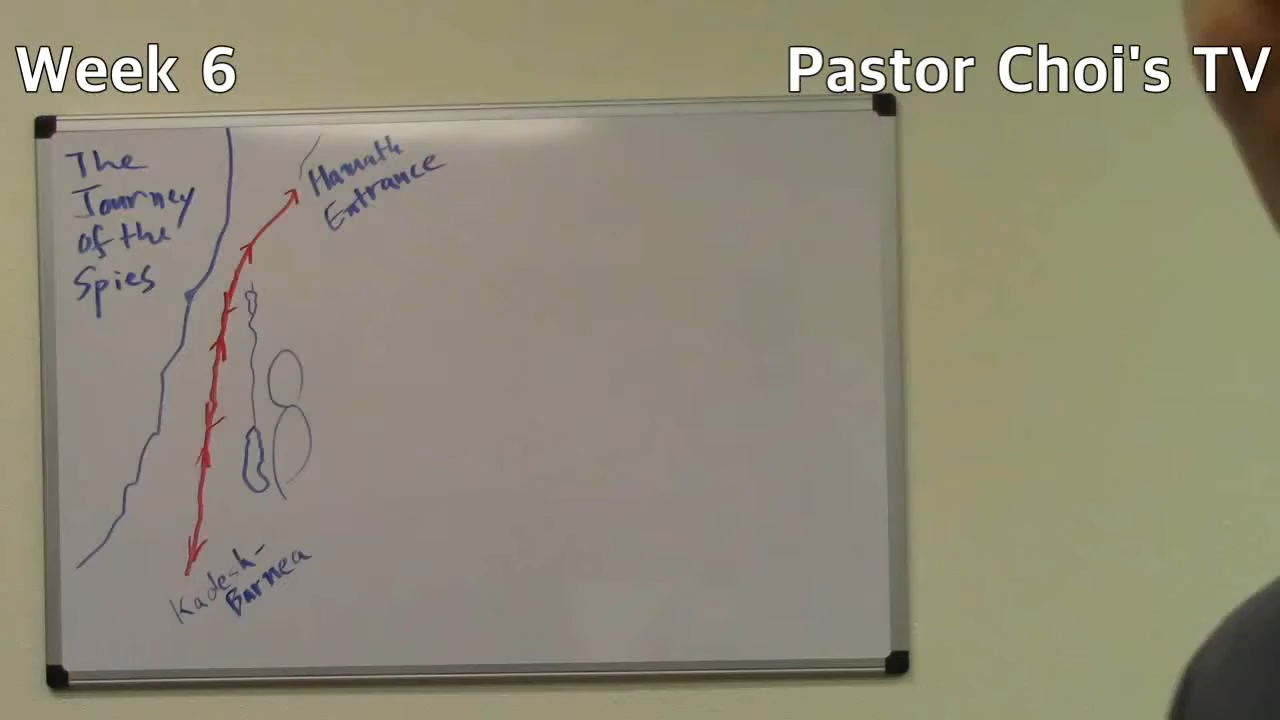 Week 6
Pastor Choi's TV
The
Journey
of the
Spies
Hamath
Entrance
Kadesh-
Barnea